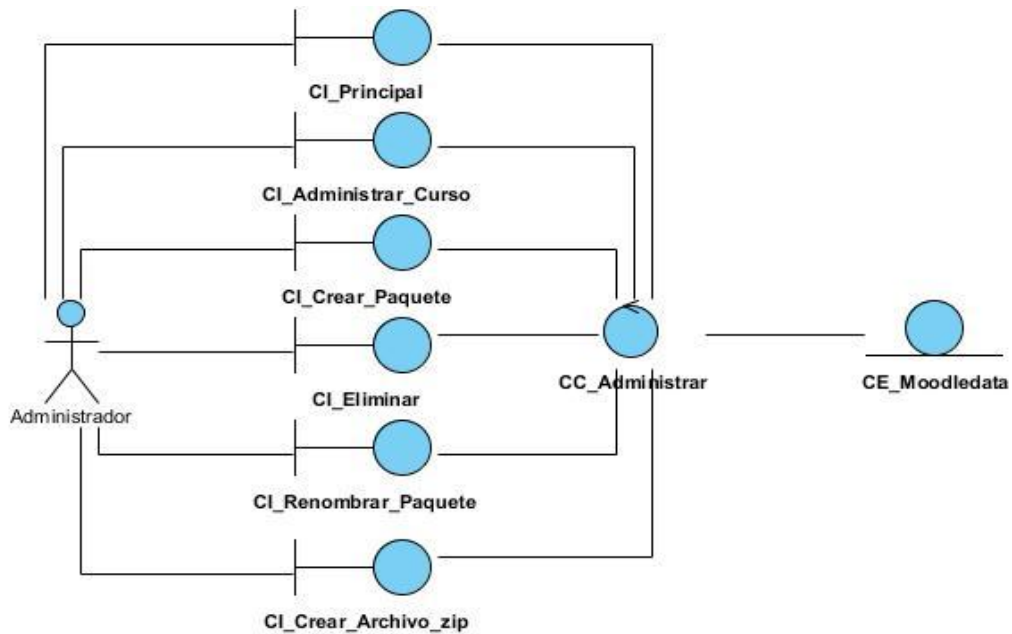 CI_Principal
CI_Administrar_Curso
CI_Crear_Paquete
CI_Eliminar
CC_Administrar
CE_Moodledata
Administrador
CI_Renombrar_Paquete
CI_Crear_Archivo_zip